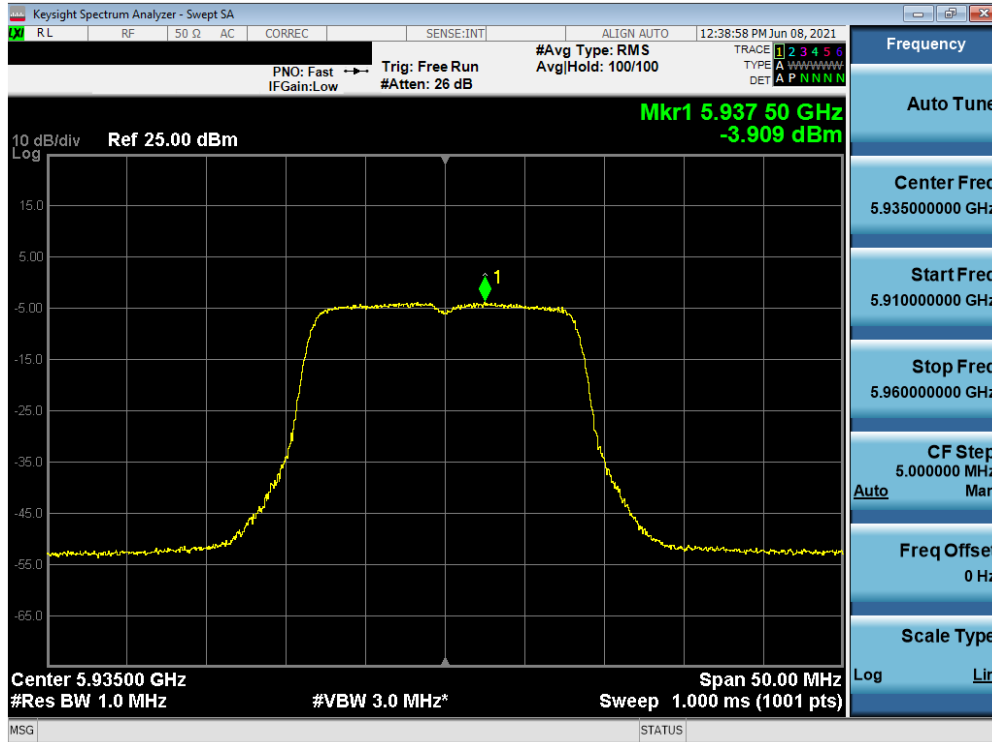 Keysight Spectrum Analyzer - Swept SA
LXI RL RF 50 Ω AC CORREC SENSE:INT ALIGN AUTO 12:38:58 PM Jun 08, 2021
PNO: Fast Trig: Free Run #Avg Type: RMS TRACE 1 2 3 4 5 6
IFGain:Low #Atten: 26 dB Avg|Hold: 100/100 TYPE A WWWWW
DET A P N N N N
Mkr1 5.937 50 GHz
-3.909 dBm
10 dB/div Ref 25.00 dBm
Log
15.0
5.00
1
-5.00
-15.0
-25.0
-35.0
-45.0
-55.0
-65.0
Center 5.93500 GHz Span 50.00 MHz
#Res BW 1.0 MHz #VBW 3.0 MHz* Sweep 1.000 ms (1001 pts)
MSG STATUS
Frequency
Auto Tune
Center Freq
5.935000000 GHz
Start Freq
5.910000000 GHz
Stop Freq
5.960000000 GHz
CF Step
5.000000 MHz
Auto Man
Freq Offset
0 Hz
Scale Type
Log Lin